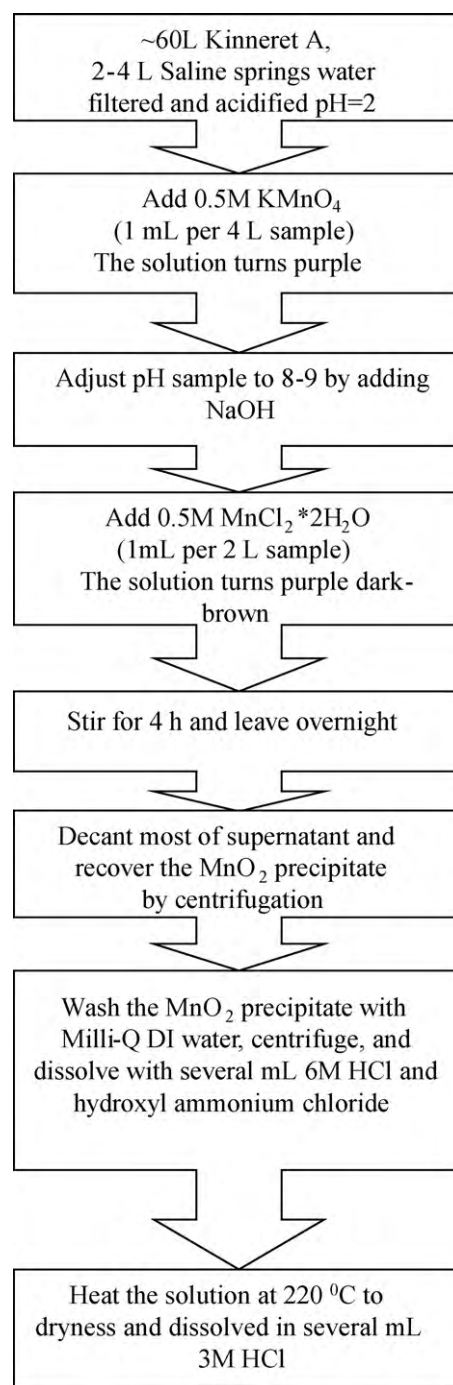 ~60L Kinneret A,
2-4 L Saline springs water
filtered and acidified pH=2
Add 0.5M KMnO₄
(1 mL per 4 L sample)
The solution turns purple
Adjust pH sample to 8-9 by adding
NaOH
Add 0.5M MnCl₂*2H₂O
(1mL per 2 L sample)
The solution turns purple dark-
brown
Stir for 4 h and leave overnight
Decant most of supernatant and
recover the MnO₂ precipitate
by centrifugation
Wash the MnO₂ precipitate with
Milli-Q DI water, centrifuge, and
dissolve with several mL 6M HCl and
hydroxyl ammonium chloride
Heat the solution at 220 ⁰C to
dryness and dissolved in several mL
3M HCl